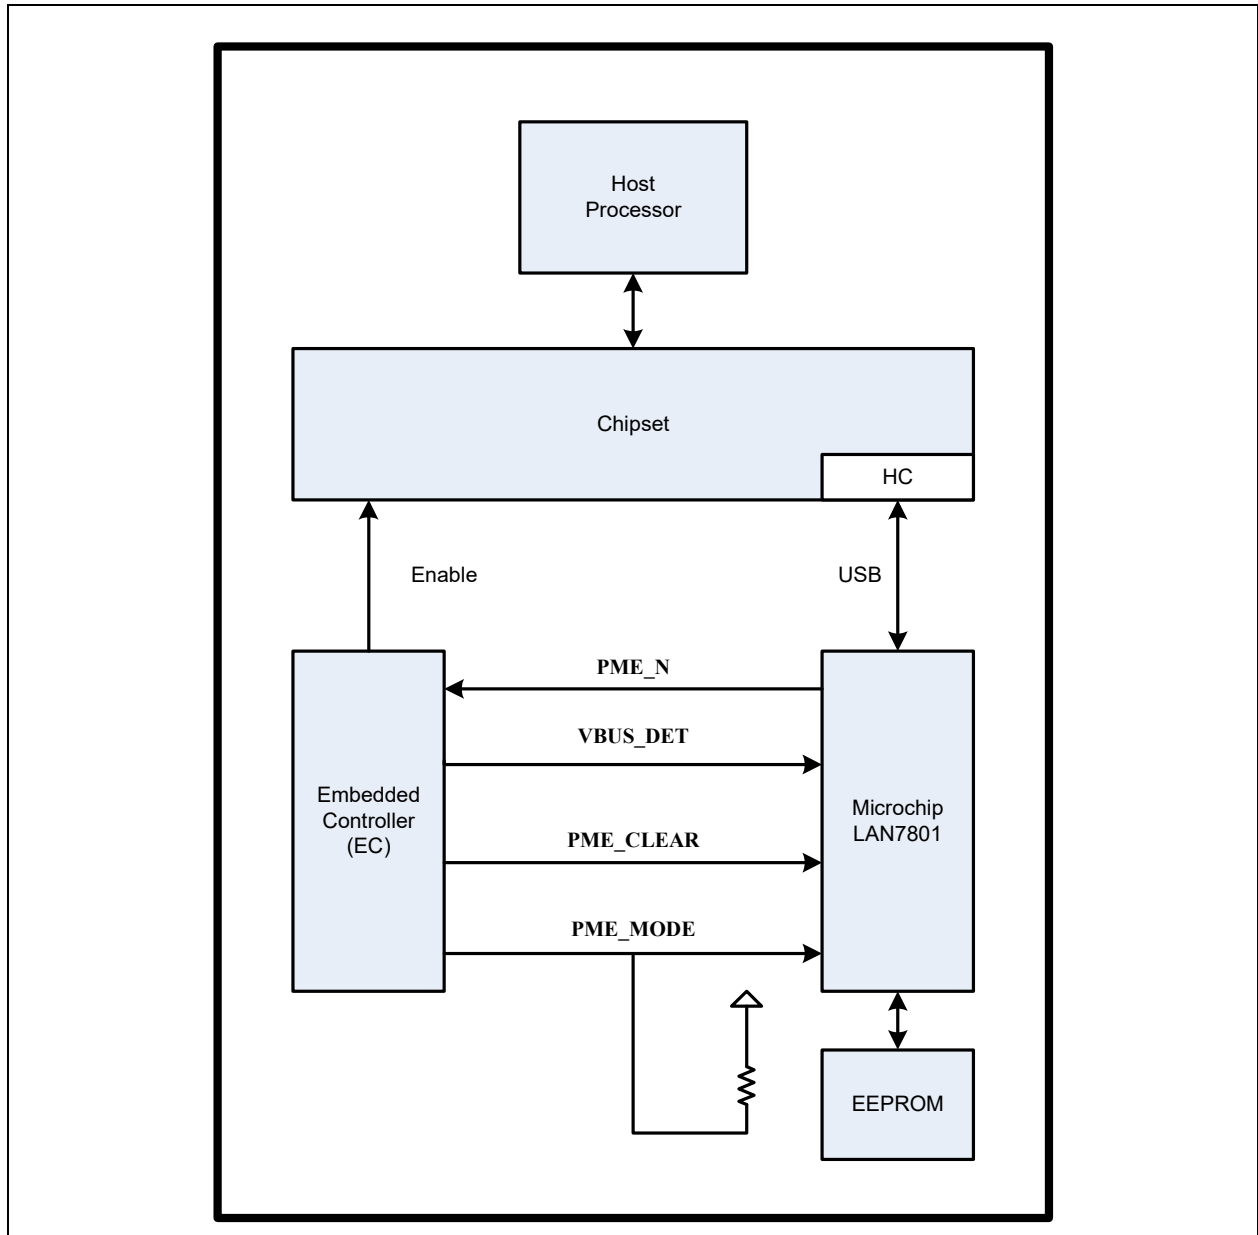 Host
Processor
Chipset
HC
Enable
USB
PME_N
VBUS_DET
Embedded
Controller
(EC)
Microchip
LAN7801
PME_CLEAR
PME_MODE
EEPROM